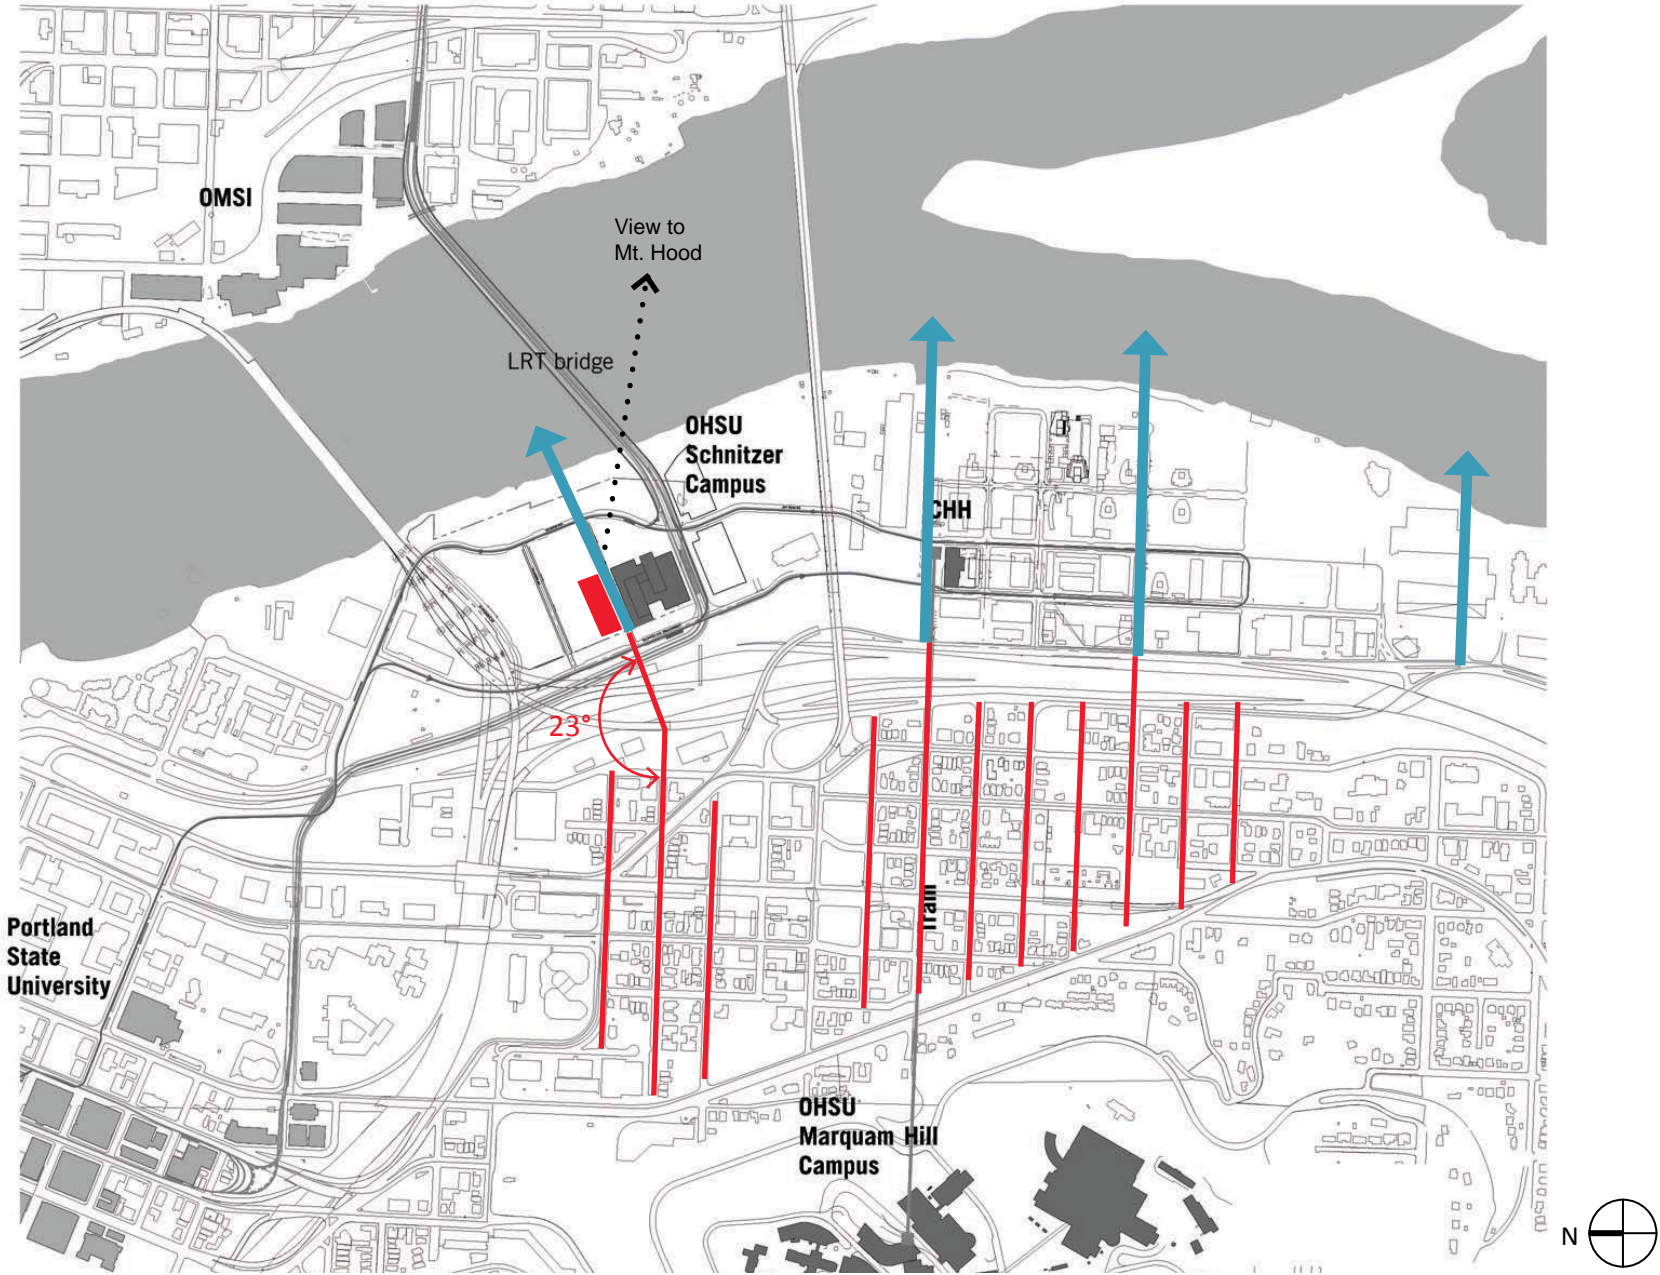 OMSI
View to
Mt. Hood
LRT bridge
OHSU
Schnitzer
Campus
CHH
23°
Tram
Portland
State
University
OHSU
Marquam Hill
Campus
N